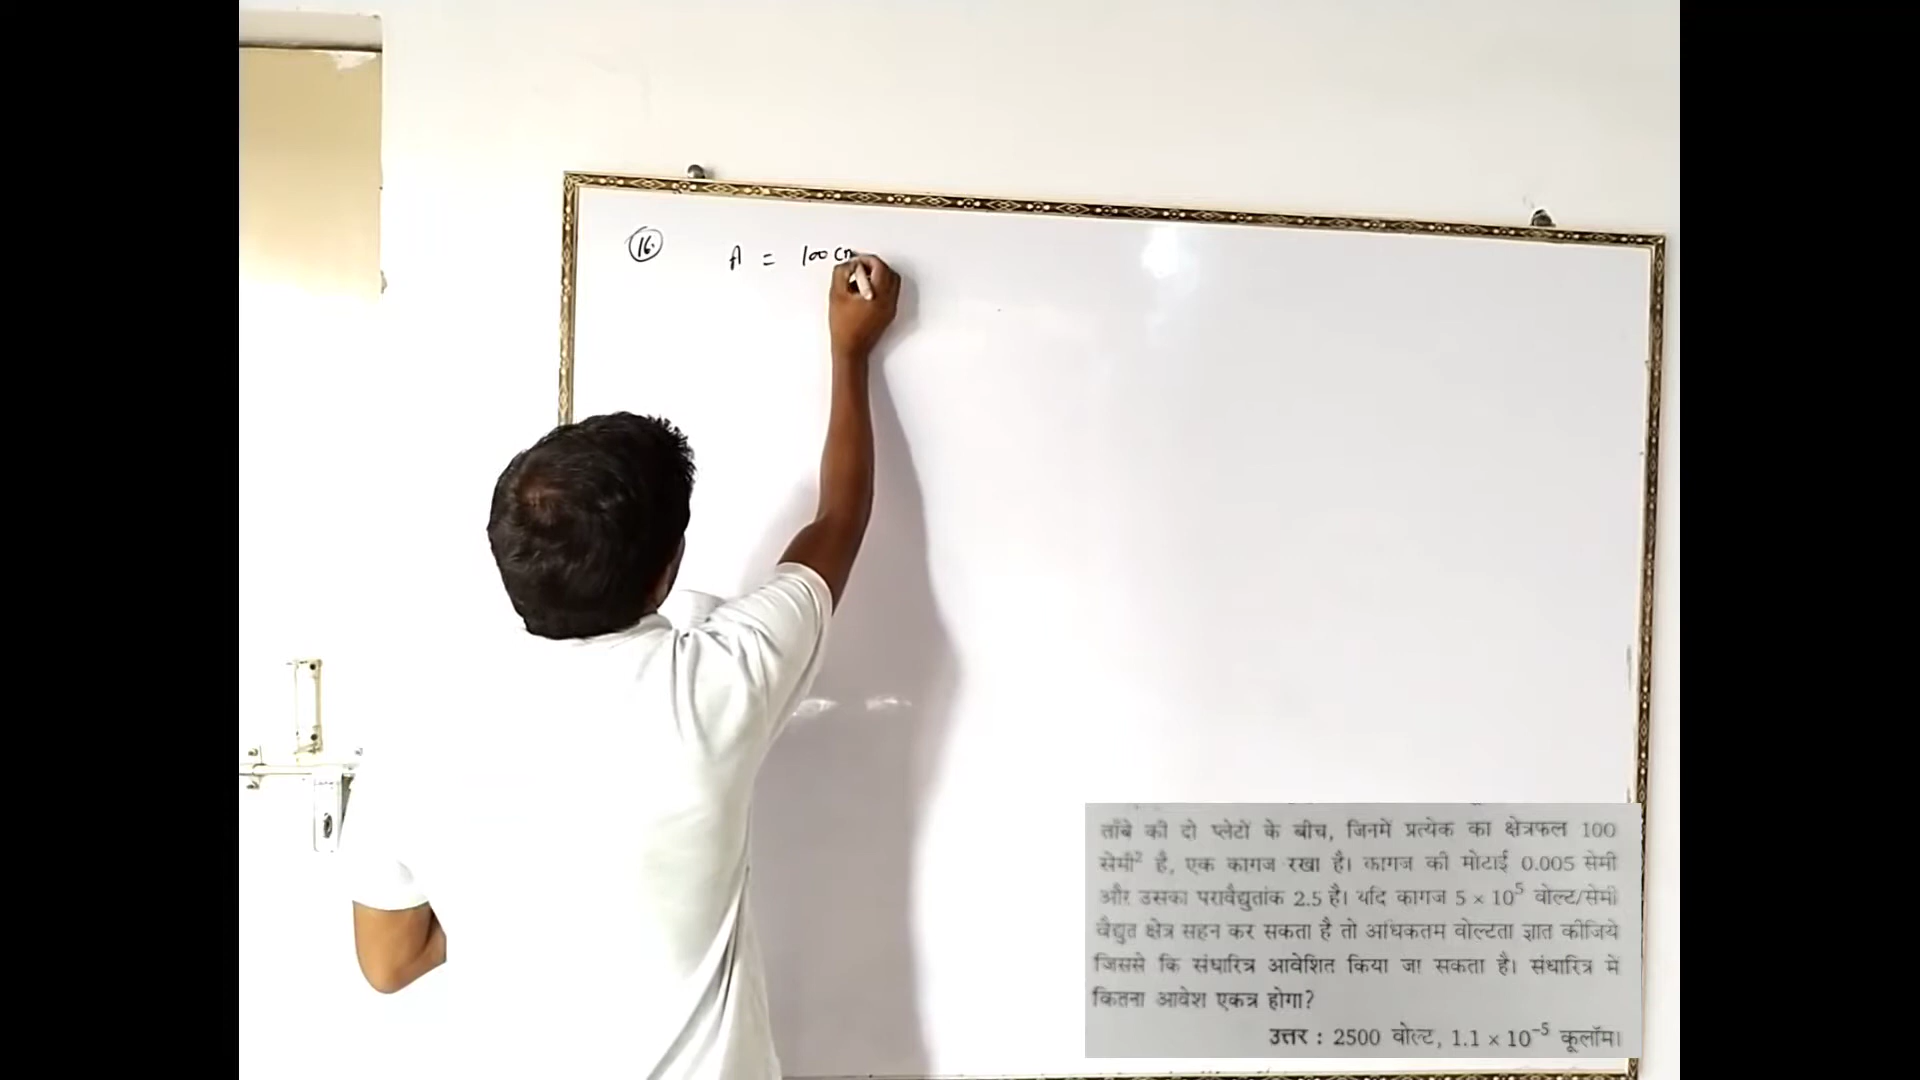 16.
A = 100 cm
ताँबे की दो प्लेटों के बीच, जिनमें प्रत्येक का क्षेत्रफल 100
सेमी² है, एक कागज रखा है। कागज की मोटाई 0.005 सेमी
और उसका परावैद्युतांक 2.5 है। यदि कागज 5 × 10⁵ वोल्ट/सेमी
वैद्युत क्षेत्र सहन कर सकता है तो अधिकतम वोल्टता ज्ञात कीजिये
जिससे कि संधारित्र आवेशित किया जा सकता है। संधारित्र में
कितना आवेश एकत्र होगा?
उत्तर : 2500 वोल्ट, 1.1 × 10⁻⁵ कूलॉम।